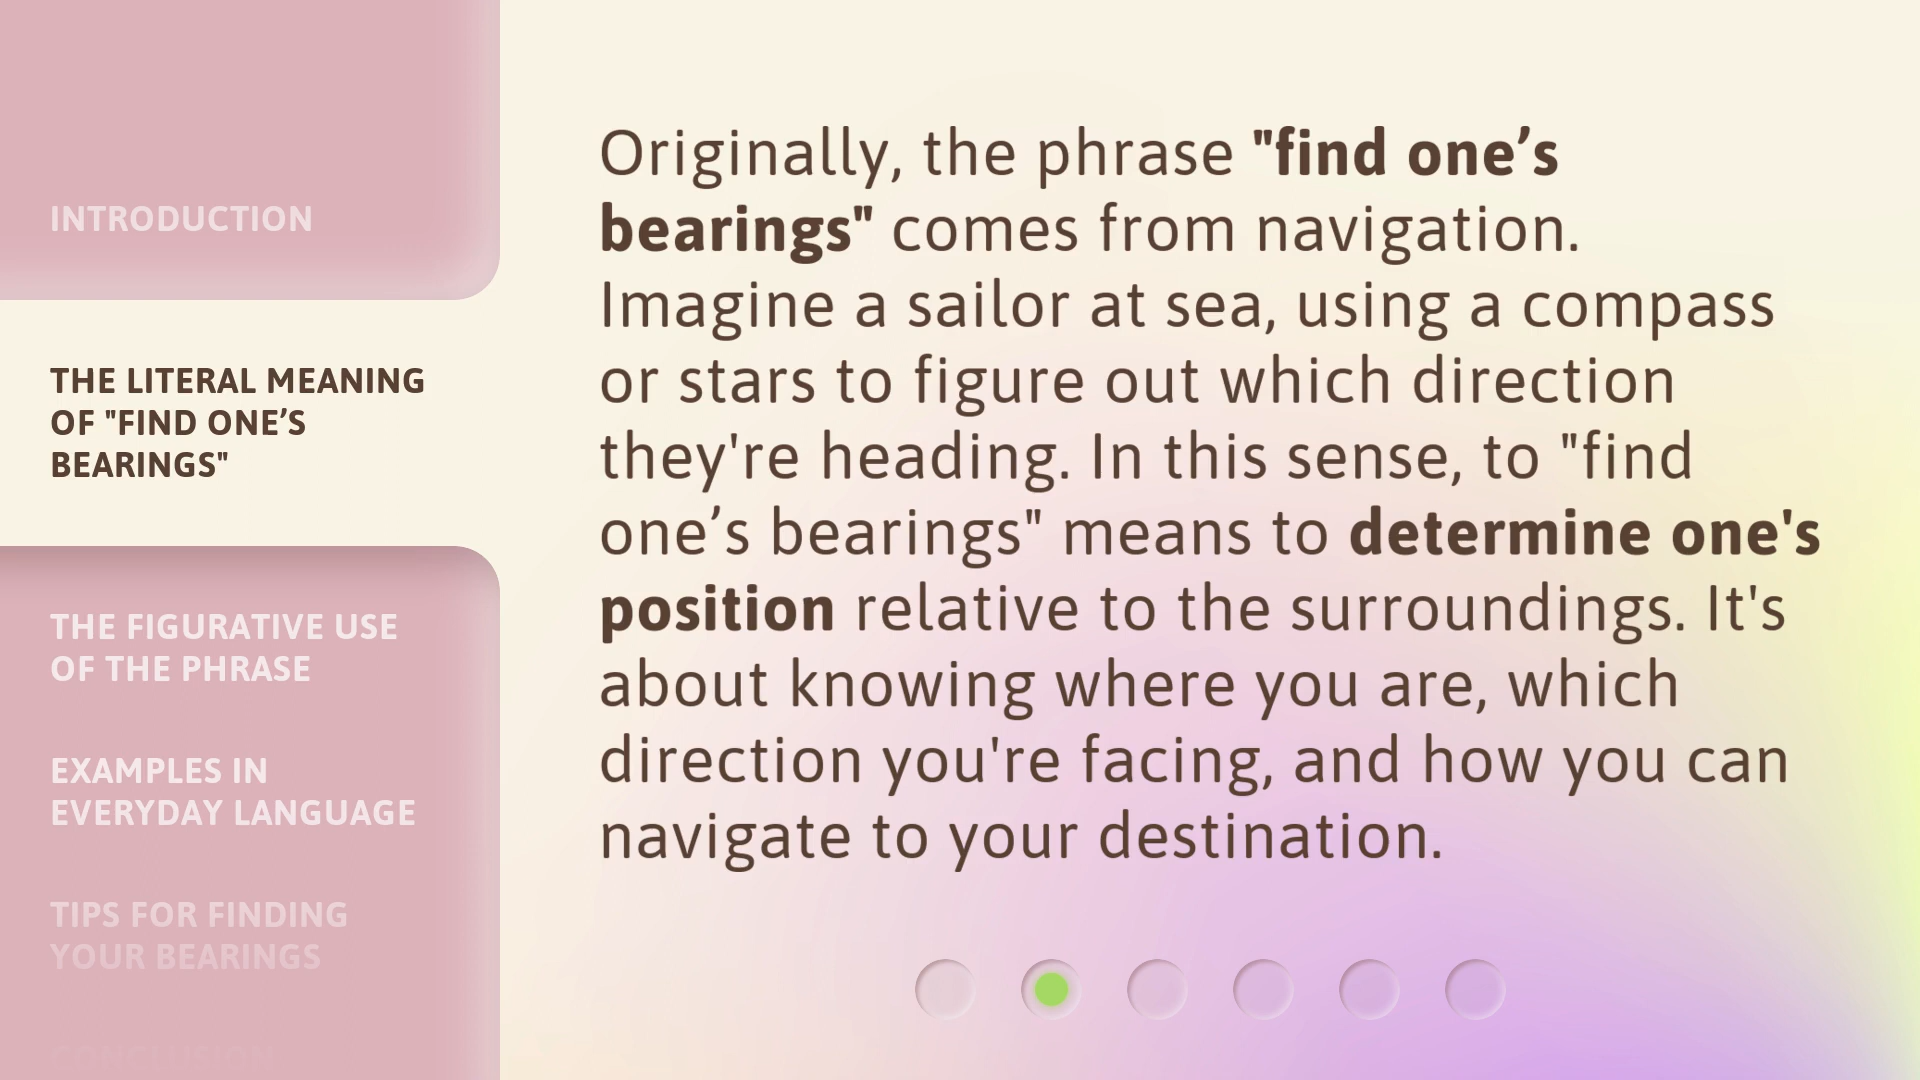 INTRODUCTION
THE LITERAL MEANING
OF "FIND ONE’S
BEARINGS"
THE FIGURATIVE USE
OF THE PHRASE
EXAMPLES IN
EVERYDAY LANGUAGE
TIPS FOR FINDING
YOUR BEARINGS
CONCLUSION
Originally, the phrase "find one’s
bearings" comes from navigation.
Imagine a sailor at sea, using a compass
or stars to figure out which direction
they're heading. In this sense, to "find
one’s bearings" means to determine one's
position relative to the surroundings. It's
about knowing where you are, which
direction you're facing, and how you can
navigate to your destination.